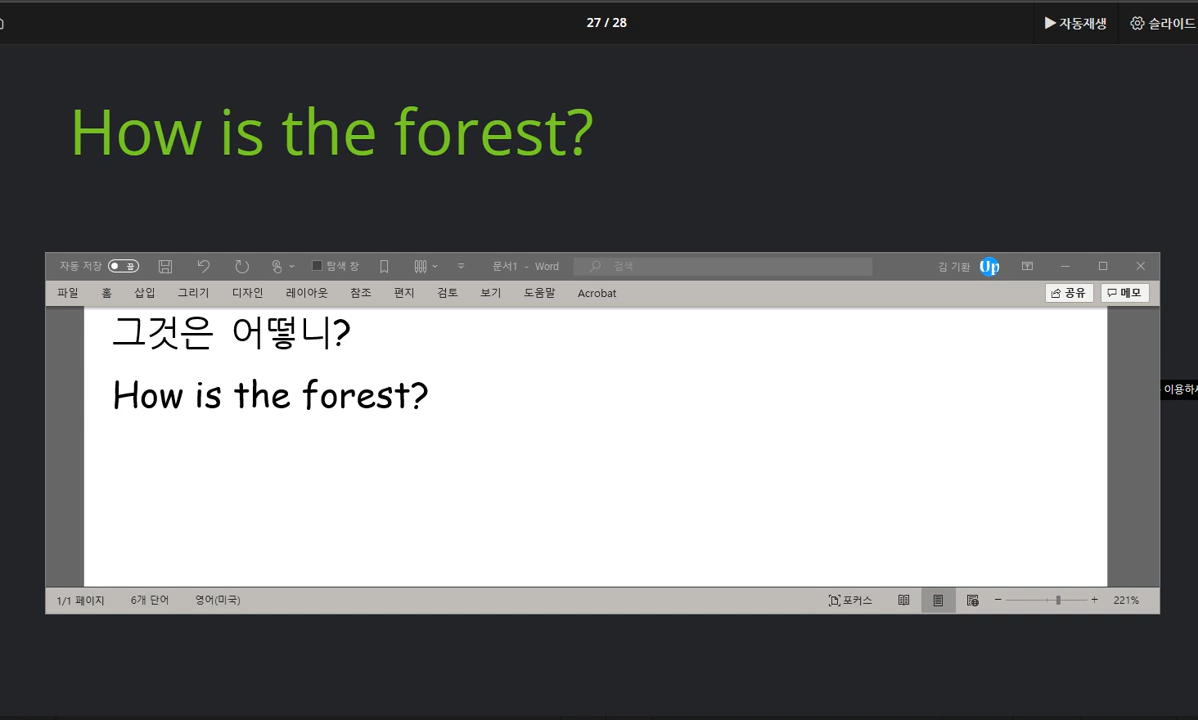 27 / 28
▶ 자동재생
슬라이드
How is the forest?
자동 저장 끔
탐색 창
문서1 - Word
검색
김 기환
Up
파일 홈 삽입 그리기 디자인 레이아웃 참조 편지 검토 보기 도움말 Acrobat
공유
메모
그것은 어떻니?
How is the forest?
이용하시
1/1 페이지
6개 단어
영어(미국)
포커스
221%